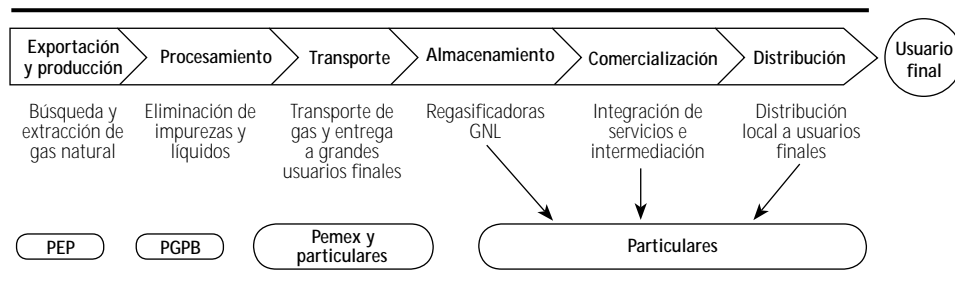 Exportación
y producción
Procesamiento
Transporte
Almacenamiento
Comercialización
Distribución
Usuario
final
Búsqueda y
extracción de
gas natural
Eliminación de
impurezas y
líquidos
Transporte de
gas y entrega
a grandes
usuarios finales
Regasificadoras
GNL
Integración de
servicios e
intermediación
Distribución
local a usuarios
finales
PEP
PGPB
Pemex y
particulares
Particulares